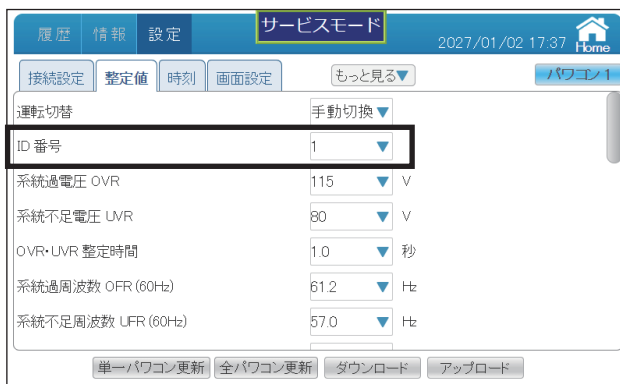 履歴 情報 設定 サービスモード 2027/01/02 17:37 Home
接続設定 整定値 時刻 画面設定 もっと見る▼ パワコン1
運転切替 手動切換▼
ID 番号 1 ▼
系統過電圧 OVR 115 ▼ V
系統不足電圧 UVR 80 ▼ V
OVR・UVR 整定時間 1.0 ▼ 秒
系統過周波数 OFR (60Hz) 61.2 ▼ Hz
系統不足周波数 UFR (60Hz) 57.0 ▼ Hz
単一パワコン更新 全パワコン更新 ダウンロード アップロード